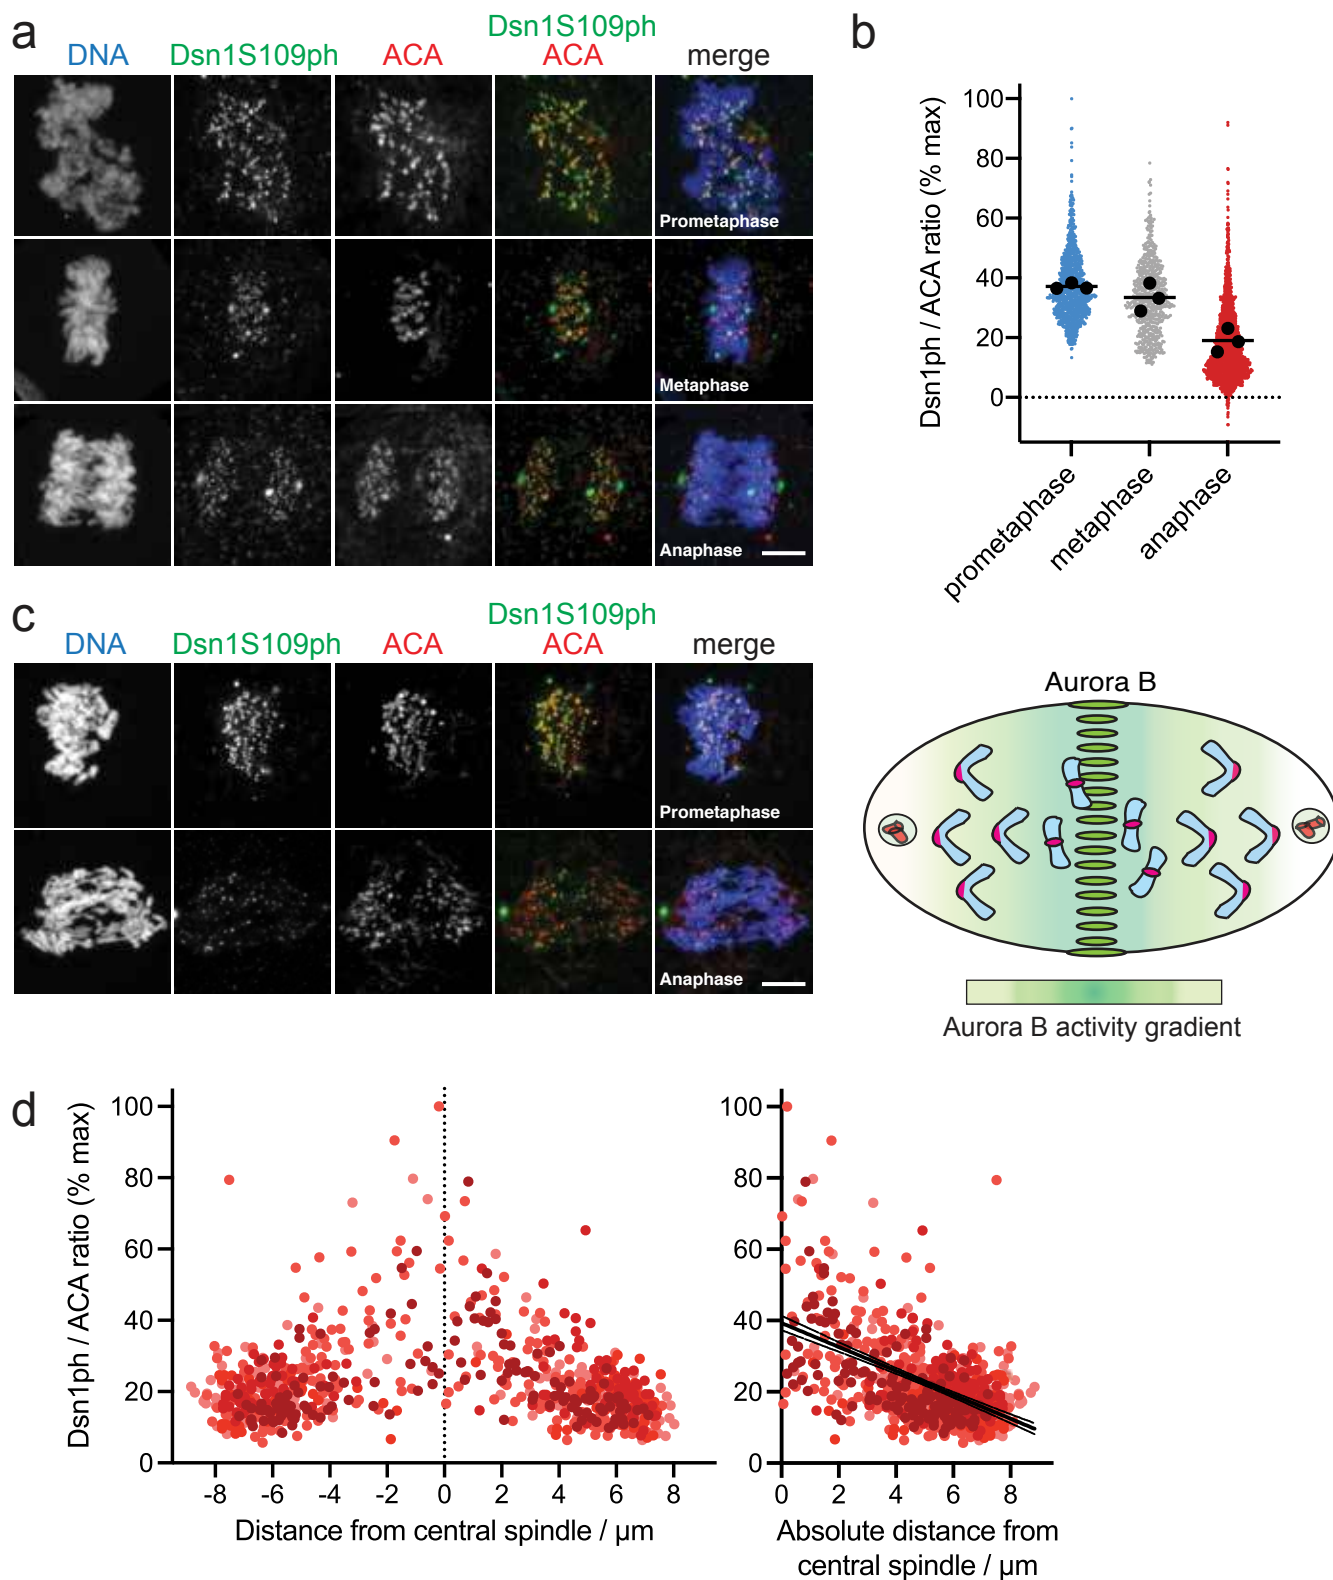 a
DNA
Dsn1S109ph
ACA
Dsn1S109ph
ACA
merge
Prometaphase
Metaphase
Anaphase
b
Dsn1ph / ACA ratio (% max)
100
80
60
40
20
0
prometaphase
metaphase
anaphase
c
DNA
Dsn1S109ph
ACA
Dsn1S109ph
ACA
merge
Prometaphase
Anaphase
Aurora B
Aurora B activity gradient
d
Dsn1ph / ACA ratio (% max)
100
80
60
40
20
0
-8 -6 -4 -2 0 2 4 6 8
Distance from central spindle / µm
100
80
60
40
20
0
0 2 4 6 8
Absolute distance from
central spindle / µm